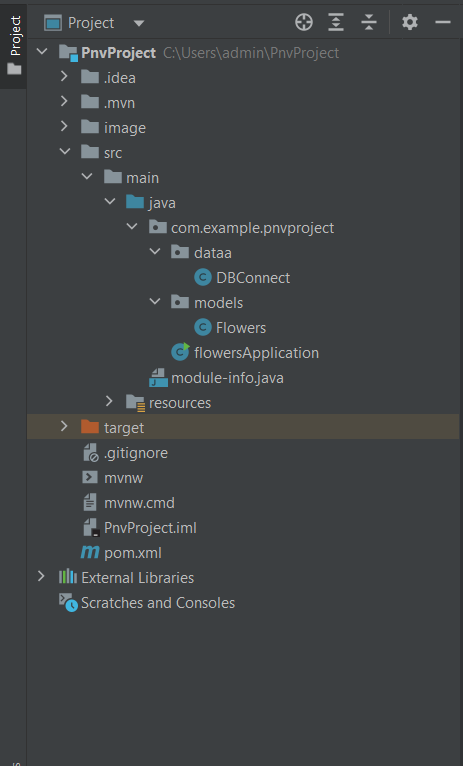 Project
Project
PnvProject C:\Users\admin\PnvProject
.idea
.mvn
image
src
main
java
com.example.pnvproject
dataa
DBConnect
models
Flowers
flowersApplication
module-info.java
resources
target
.gitignore
mvnw
mvnw.cmd
PnvProject.iml
pom.xml
External Libraries
Scratches and Consoles